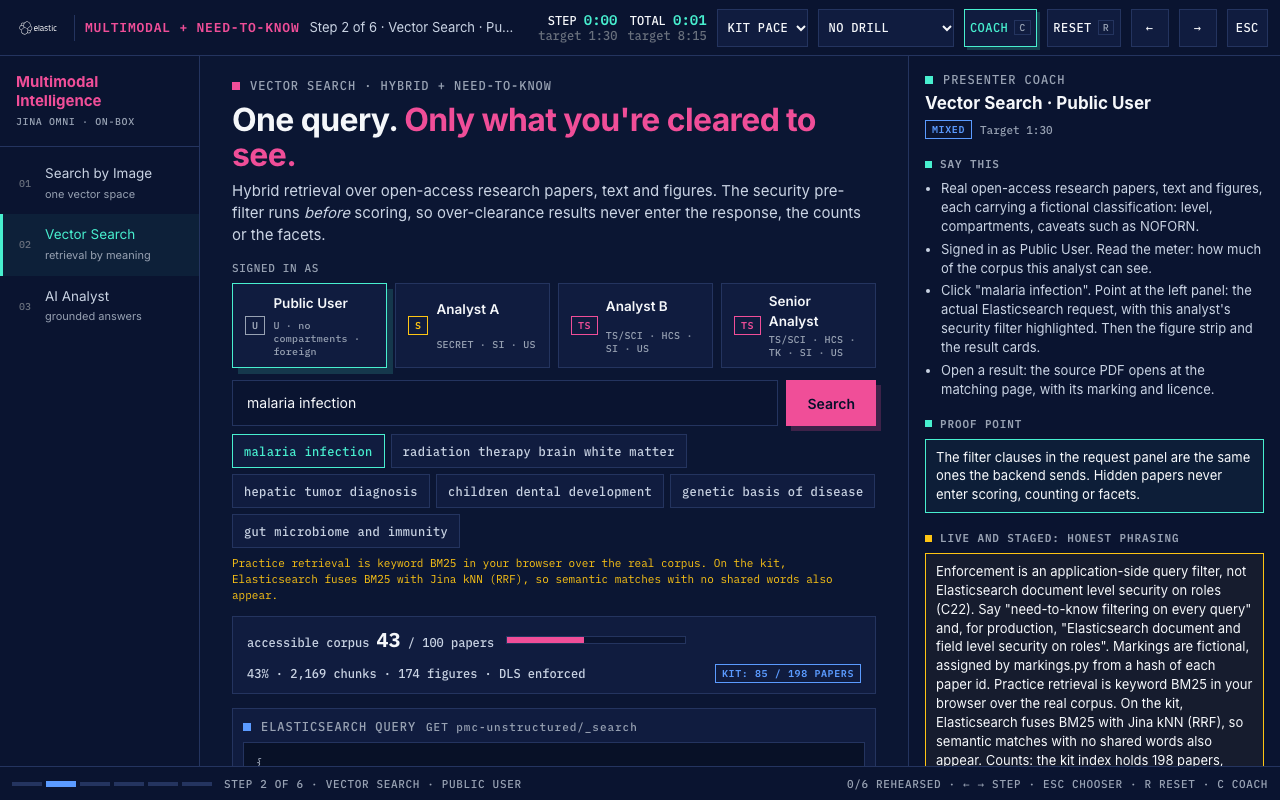 elastic
MULTIMODAL + NEED-TO-KNOW
Step 2 of 6 · Vector Search · Pu...
STEP 0:00 TOTAL 0:01
target 1:30 target 8:15
KIT PACE
NO DRILL
COACH C
RESET R
←
→
ESC
Multimodal
Intelligence
JINA OMNI · ON-BOX
01 Search by Image
one vector space
02 Vector Search
retrieval by meaning
03 AI Analyst
grounded answers
VECTOR SEARCH · HYBRID + NEED-TO-KNOW
One query. Only what you're cleared to
see.
Hybrid retrieval over open-access research papers, text and figures. The security pre-
filter runs before scoring, so over-clearance results never enter the response, the counts
or the facets.
SIGNED IN AS
U Public User
U · no
compartments ·
foreign
S Analyst A
SECRET · SI · US
TS Analyst B
TS/SCI · HCS ·
SI · US
TS Senior
Analyst
TS/SCI · HCS ·
TK · SI · US
malaria infection
Search
malaria infection
radiation therapy brain white matter
hepatic tumor diagnosis
children dental development
genetic basis of disease
gut microbiome and immunity
Practice retrieval is keyword BM25 in your browser over the real corpus. On the kit,
Elasticsearch fuses BM25 with Jina kNN (RRF), so semantic matches with no shared words also
appear.
accessible corpus 43 / 100 papers
43% · 2,169 chunks · 174 figures · DLS enforced
KIT: 85 / 198 PAPERS
ELASTICSEARCH QUERY GET pmc-unstructured/_search
{
PRESENTER COACH
Vector Search · Public User
MIXED Target 1:30
SAY THIS
• Real open-access research papers, text and figures,
each carrying a fictional classification: level,
compartments, caveats such as NOFORN.
• Signed in as Public User. Read the meter: how much
of the corpus this analyst can see.
• Click "malaria infection". Point at the left panel: the
actual Elasticsearch request, with this analyst's
security filter highlighted. Then the figure strip and
the result cards.
• Open a result: the source PDF opens at the
matching page, with its marking and licence.
PROOF POINT
The filter clauses in the request panel are the same
ones the backend sends. Hidden papers never
enter scoring, counting or facets.
LIVE AND STAGED: HONEST PHRASING
Enforcement is an application-side query filter, not
Elasticsearch document level security on roles
(C22). Say "need-to-know filtering on every query"
and, for production, "Elasticsearch document and
field level security on roles". Markings are fictional,
assigned by markings.py from a hash of each
paper id. Practice retrieval is keyword BM25 in your
browser over the real corpus. On the kit,
Elasticsearch fuses BM25 with Jina kNN (RRF), so
semantic matches with no shared words also
appear. Counts: the kit index holds 198 papers,
STEP 2 OF 6 · VECTOR SEARCH · PUBLIC USER
0/6 REHEARSED · ← → STEP · ESC CHOOSER · R RESET · C COACH